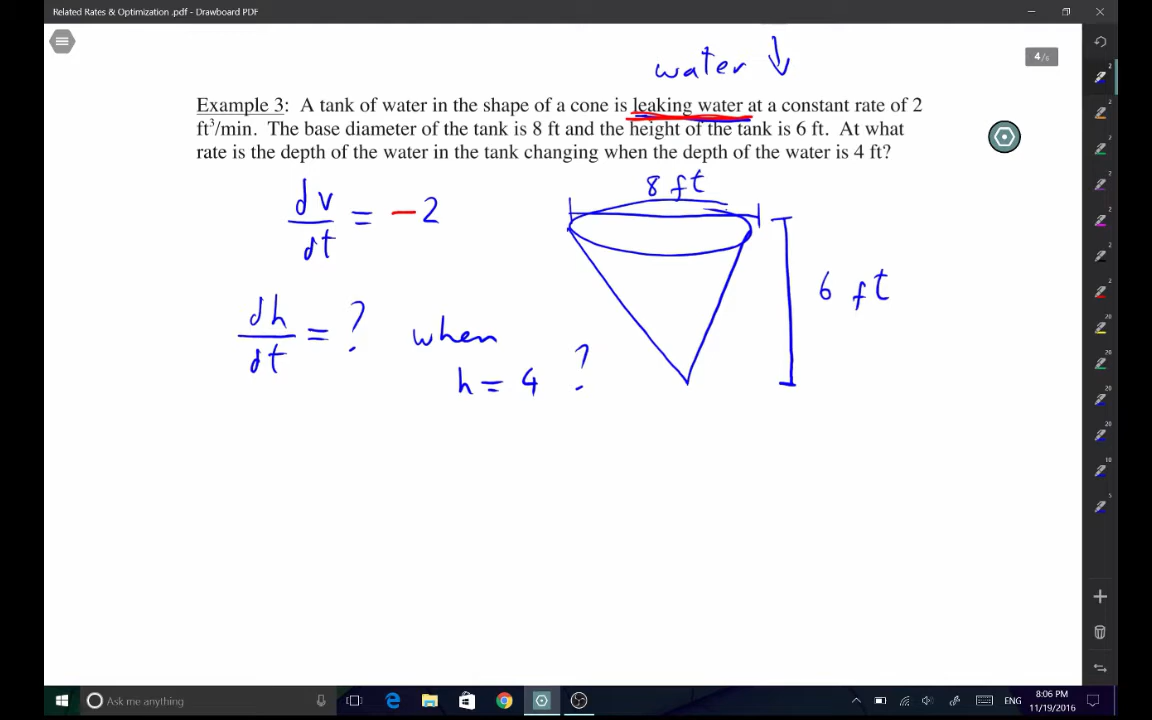 Related Rates & Optimization .pdf - Drawboard PDF
4/5
water ↓
Example 3: A tank of water in the shape of a cone is leaking water at a constant rate of 2
ft³/min. The base diameter of the tank is 8 ft and the height of the tank is 6 ft. At what
rate is the depth of the water in the tank changing when the depth of the water is 4 ft?
8 ft
dv/dt = -2
6 ft
dh/dt = ? when
h = 4 ?
Ask me anything
ENG
8:06 PM
11/19/2016